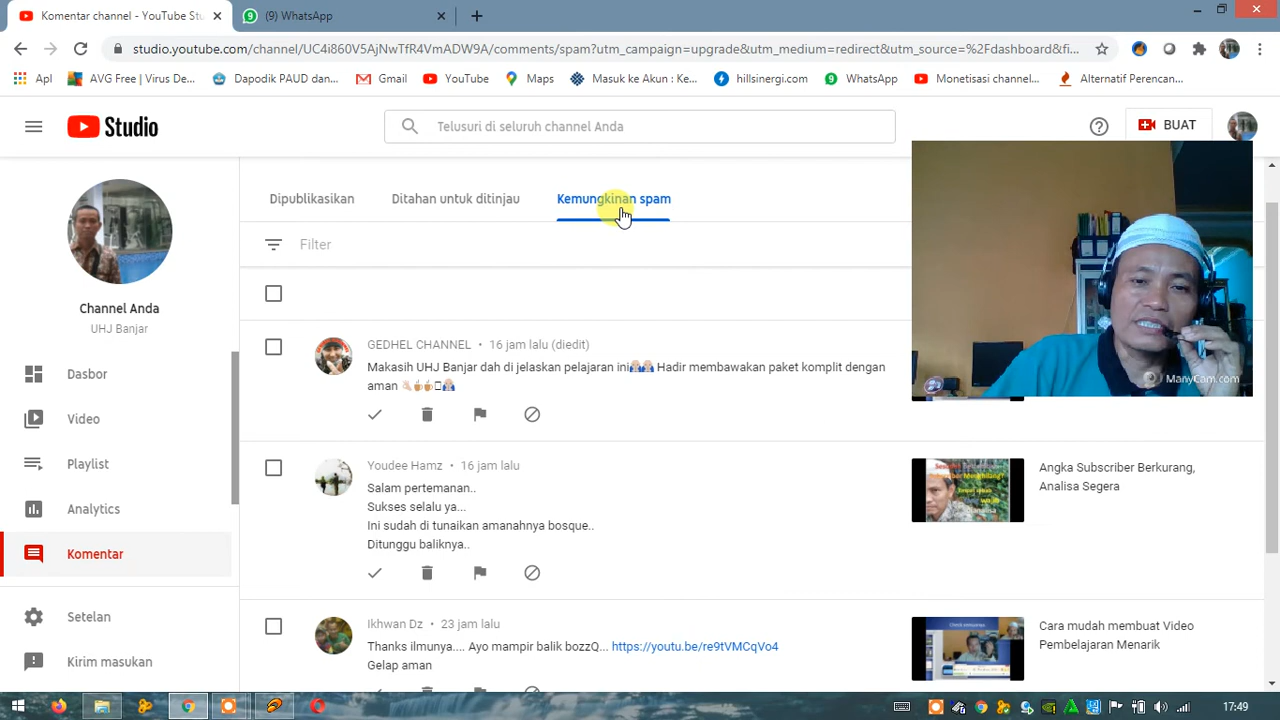 Komentar channel - YouTube St
(9) WhatsApp
studio.youtube.com/channel/UC4i860V5AjNwTfR4VmADW9A/comments/spam?utm_campaign=upgrade&utm_medium=redirect&utm_source=%2Fdashboard&fi...
Apl
AVG Free | Virus De...
Dapodik PAUD dan...
Gmail
YouTube
Maps
Masuk ke Akun : Ke...
hillsinergi.com
WhatsApp
Monetisasi channel...
Alternatif Perencan...
Studio
Telusuri di seluruh channel Anda
BUAT
Channel Anda
UHJ Banjar
Dasbor
Video
Playlist
Analytics
Komentar
Setelan
Kirim masukan
Dipublikasikan
Ditahan untuk ditinjau
Kemungkinan spam
Filter
GEDHEL CHANNEL • 16 jam lalu (diedit)
Makasih UHJ Banjar dah di jelaskan pelajaran ini Hadir membawakan paket komplit dengan
aman
Youdee Hamz • 16 jam lalu
Salam pertemanan..
Sukses selalu ya...
Ini sudah di tunaikan amanahnya bosque..
Ditunggu baliknya..
Angka Subscriber Berkurang,
Analisa Segera
Ikhwan Dz • 23 jam lalu
Thanks ilmunya.... Ayo mampir balik bozzQ... https://youtu.be/re9tVMCqVo4
Gelap aman
Cara mudah membuat Video
Pembelajaran Menarik
ManyCam.com
17:49